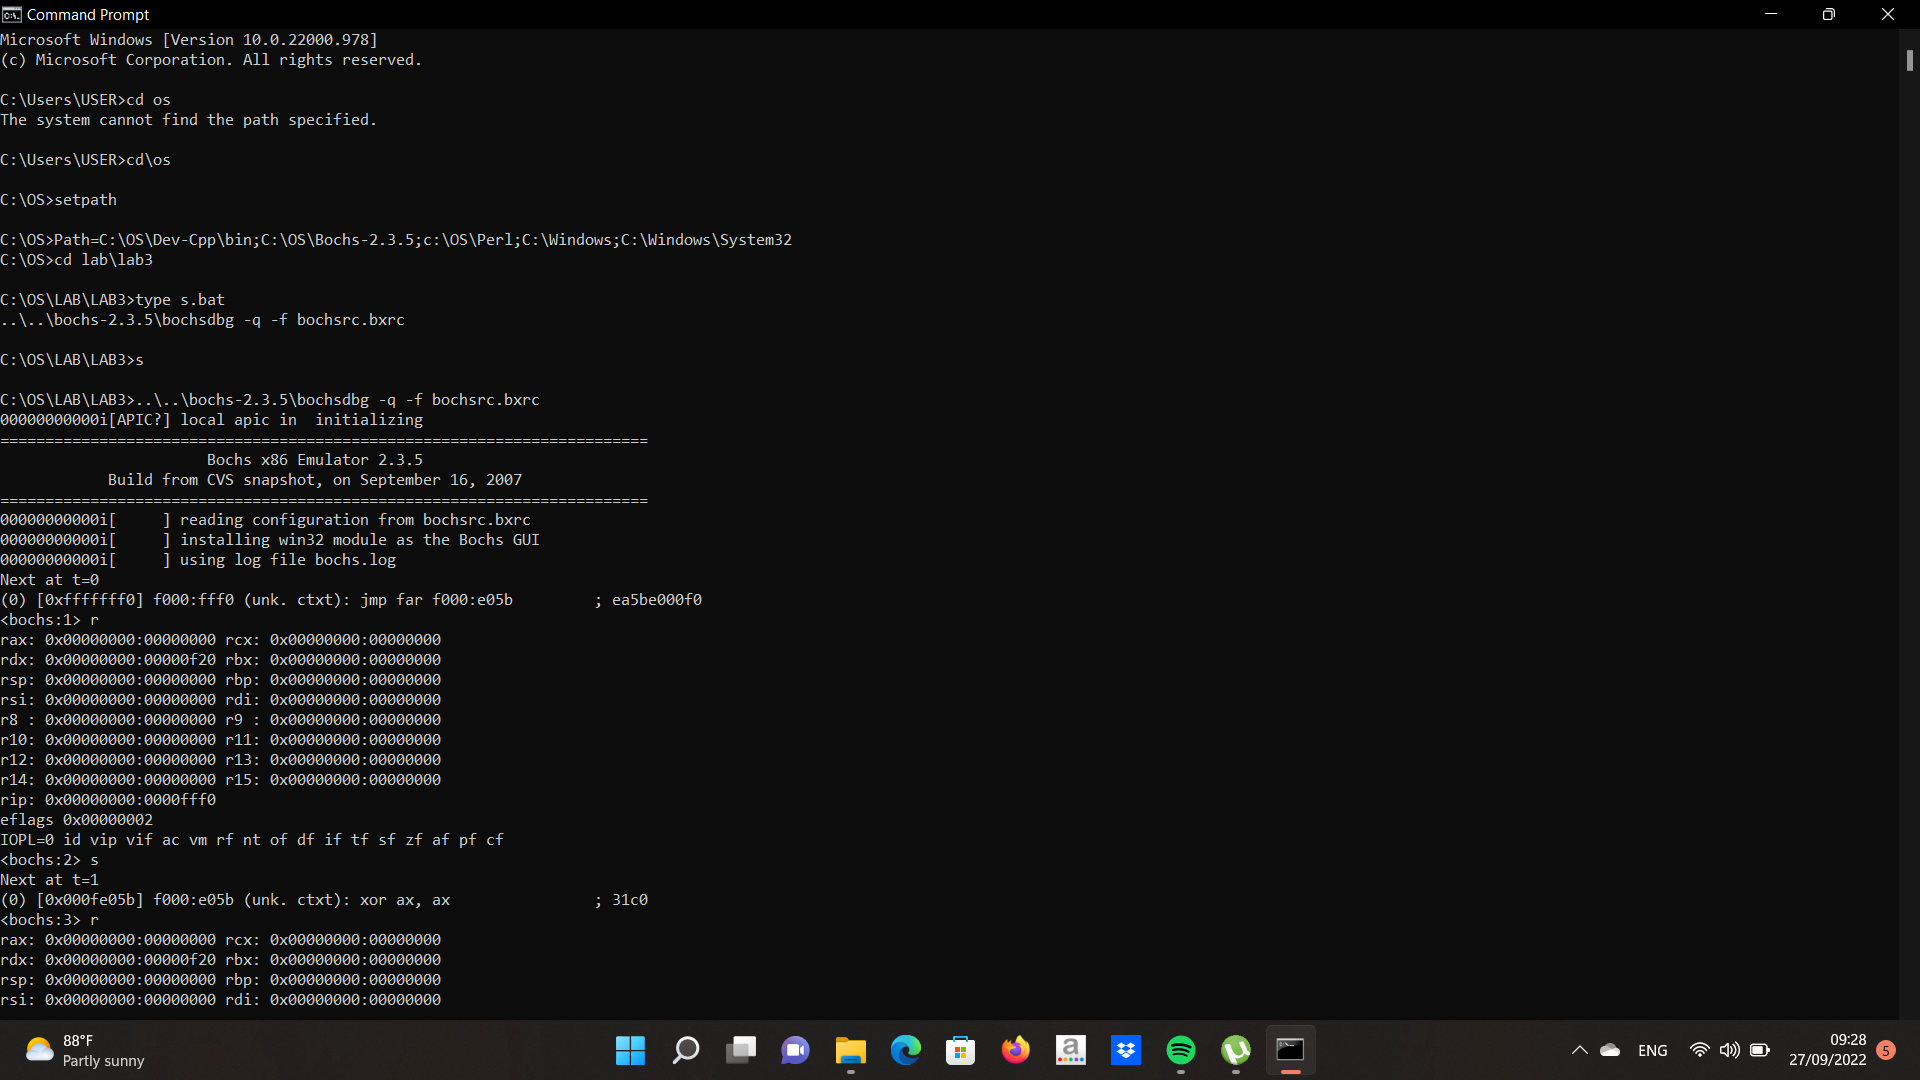 Command Prompt
Microsoft Windows [Version 10.0.22000.978]
(c) Microsoft Corporation. All rights reserved.
C:\Users\USER>cd os
The system cannot find the path specified.
C:\Users\USER>cd\os
C:\OS>setpath
C:\OS>Path=C:\OS\Dev-Cpp\bin;C:\OS\Bochs-2.3.5;c:\OS\Perl;C:\Windows;C:\Windows\System32
C:\OS>cd lab\lab3
C:\OS\LAB\LAB3>type s.bat
..\..\bochs-2.3.5\bochsdbg -q -f bochsrc.bxrc
C:\OS\LAB\LAB3>s
C:\OS\LAB\LAB3>..\..\bochs-2.3.5\bochsdbg -q -f bochsrc.bxrc
00000000000i[APIC?] local apic in  initializing
========================================================================
Bochs x86 Emulator 2.3.5
Build from CVS snapshot, on September 16, 2007
========================================================================
00000000000i[     ] reading configuration from bochsrc.bxrc
00000000000i[     ] installing win32 module as the Bochs GUI
00000000000i[     ] using log file bochs.log
Next at t=0
(0) [0xfffffff0] f000:fff0 (unk. ctxt): jmp far f000:e05b         ; ea5be000f0
<bochs:1> r
rax: 0x00000000:00000000 rcx: 0x00000000:00000000
rdx: 0x00000000:00000f20 rbx: 0x00000000:00000000
rsp: 0x00000000:00000000 rbp: 0x00000000:00000000
rsi: 0x00000000:00000000 rdi: 0x00000000:00000000
r8 : 0x00000000:00000000 r9 : 0x00000000:00000000
r10: 0x00000000:00000000 r11: 0x00000000:00000000
r12: 0x00000000:00000000 r13: 0x00000000:00000000
r14: 0x00000000:00000000 r15: 0x00000000:00000000
rip: 0x00000000:0000fff0
eflags 0x00000002
IOPL=0 id vip vif ac vm rf nt of df if tf sf zf af pf cf
<bochs:2> s
Next at t=1
(0) [0x000fe05b] f000:e05b (unk. ctxt): xor ax, ax                ; 31c0
<bochs:3> r
rax: 0x00000000:00000000 rcx: 0x00000000:00000000
rdx: 0x00000000:00000f20 rbx: 0x00000000:00000000
rsp: 0x00000000:00000000 rbp: 0x00000000:00000000
rsi: 0x00000000:00000000 rdi: 0x00000000:00000000
88°F
Partly sunny
a
ENG
09:28
27/09/2022
5